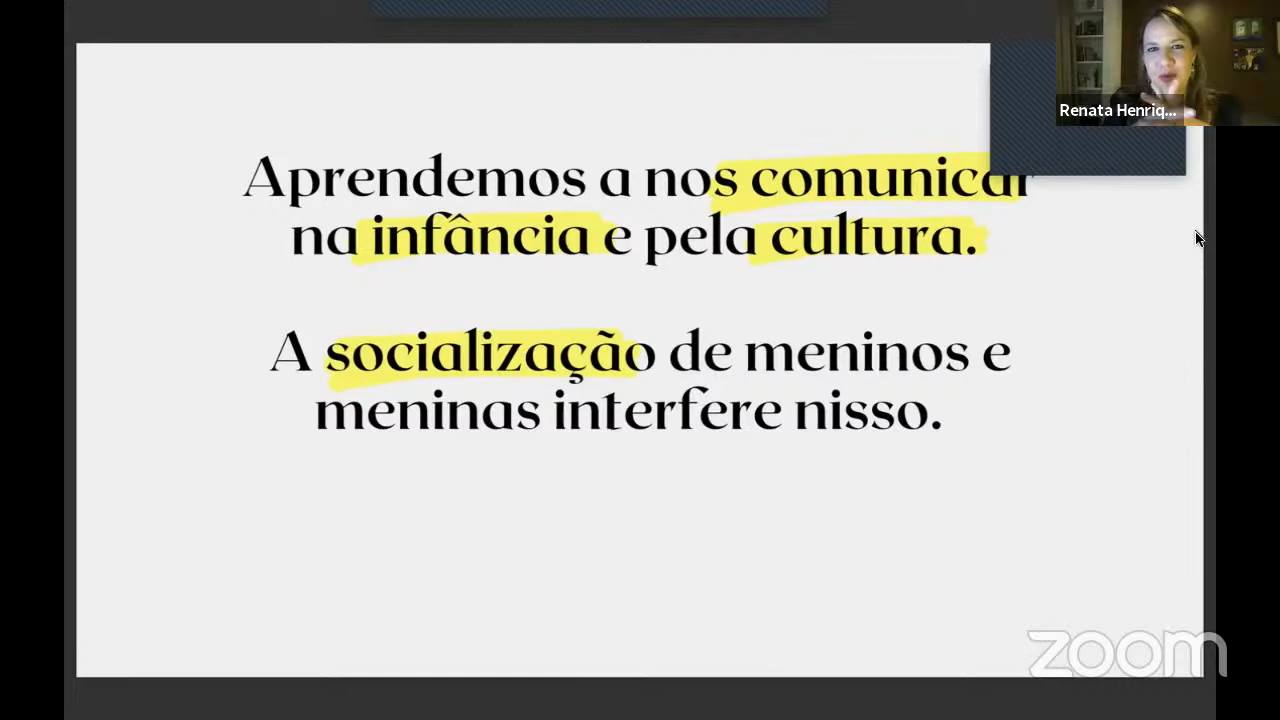 Renata Henriq...
Aprendemos a nos comunicar
na infância e pela cultura.
A socialização de meninos e
meninas interfere nisso.
zoom